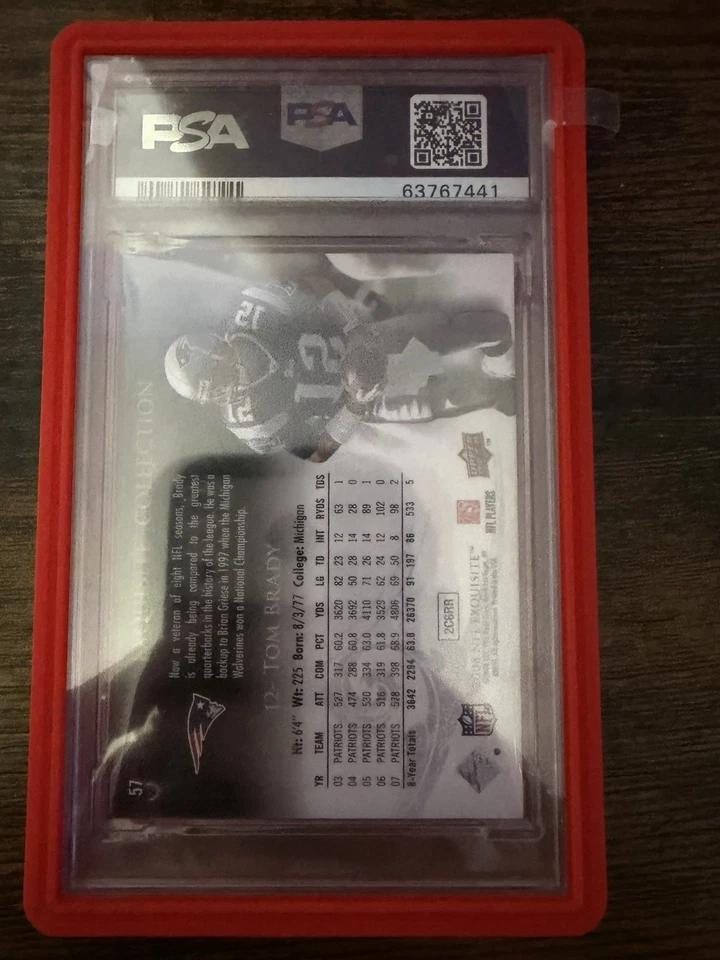 PSA
PSA
63767441
COLLECTION
57
Now a veteran of eight NFL seasons, Brady
is already being compared to the greatest
quarterbacks in the history of the league. He was a
backup to Brian Griese in 1997 when the Michigan
Wolverines won a National Championship.
12 - TOM BRADY
Ht: 6'4" Wt: 225 Born: 8/3/77 College: Michigan
YR TEAM ATT COM PCT YDS LG TD INT RYDS TDS
03 PATRIOTS 527 317 60.2 3620 82 23 12 63 1
04 PATRIOTS 474 288 60.8 3692 50 28 14 28 0
05 PATRIOTS 530 334 63.0 4110 71 26 14 89 1
06 PATRIOTS 516 319 61.8 3529 62 24 12 102 0
07 PATRIOTS 578 398 68.9 4806 69 50 8 98 2
8-Year Totals 3642 2294 63.0 26370 91 197 86 533 5
2C6RR
NFL EXQUISITE™
NFL
NFL PLAYERS
UPPER DECK
12